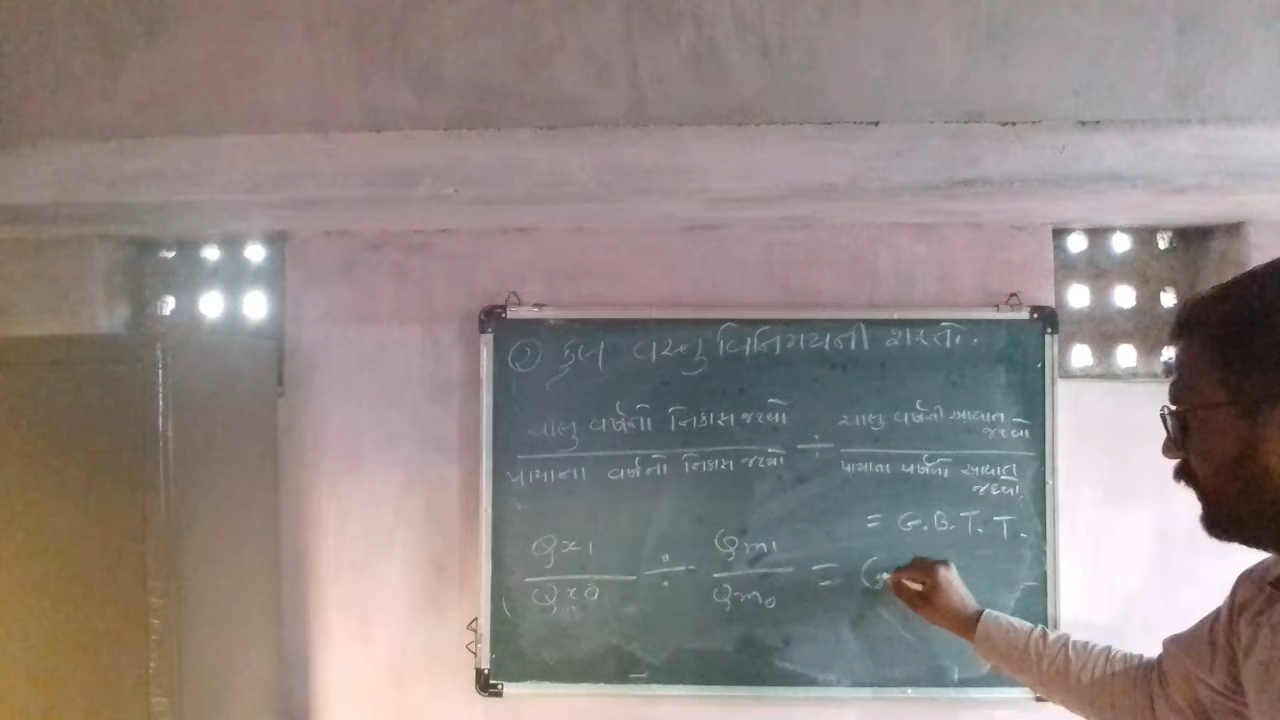 ② કુલ વસ્તુ વિનિમયની શરતો.
ચાલુ વર્ષનો નિકાસ જથ્થો ÷ ચાલુ વર્ષની આયાત જથ્થો
પાયાના વર્ષનો નિકાસ જથ્થો પાયાના વર્ષની આયાત જથ્થો
= G.B.T.T.
Qx1 ÷ Qm1 = G
Qx0 Qm0